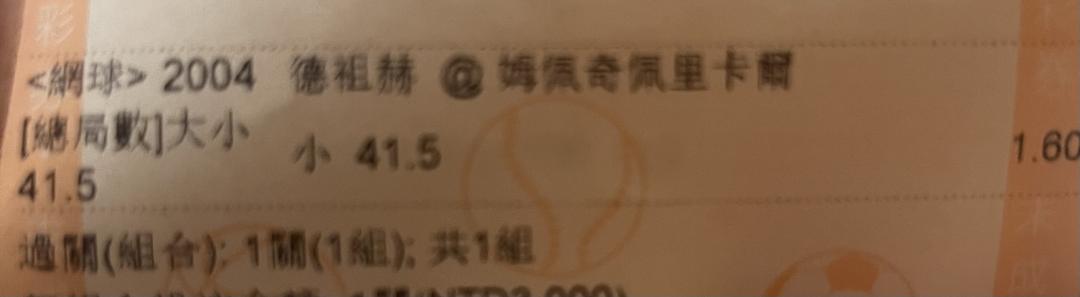 <網球> 2004 德祖赫 @ 姆佩奇佩里卡爾
[總局數]大小 小 41.5 1.60
41.5
過關(組合): 1關(1組); 共1組